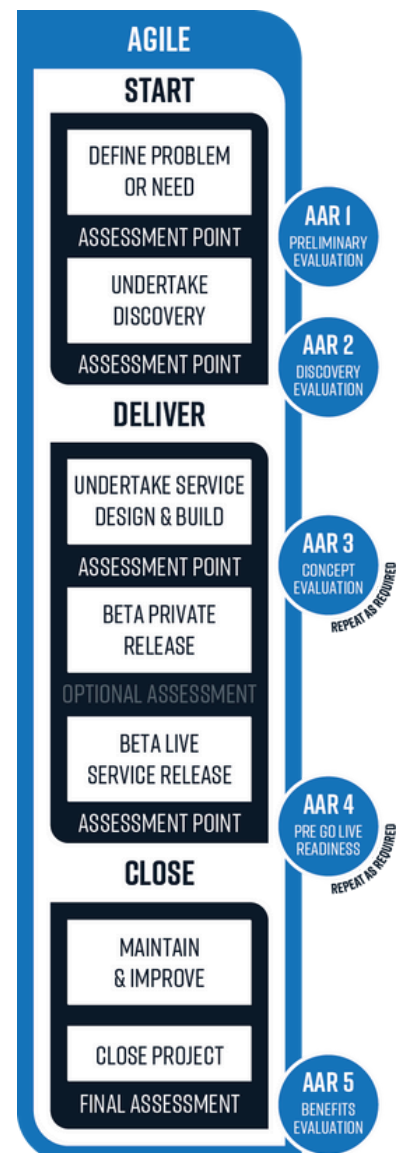 AGILE
START
DEFINE PROBLEM
OR NEED
ASSESSMENT POINT
AAR 1
PRELIMINARY
EVALUATION
UNDERTAKE
DISCOVERY
ASSESSMENT POINT
AAR 2
DISCOVERY
EVALUATION
DELIVER
UNDERTAKE SERVICE
DESIGN & BUILD
ASSESSMENT POINT
AAR 3
CONCEPT
EVALUATION
REPEAT AS REQUIRED
BETA PRIVATE
RELEASE
OPTIONAL ASSESSMENT
BETA LIVE
SERVICE RELEASE
ASSESSMENT POINT
AAR 4
PRE GO LIVE
READINESS
REPEAT AS REQUIRED
CLOSE
MAINTAIN
& IMPROVE
CLOSE PROJECT
FINAL ASSESSMENT
AAR 5
BENEFITS
EVALUATION